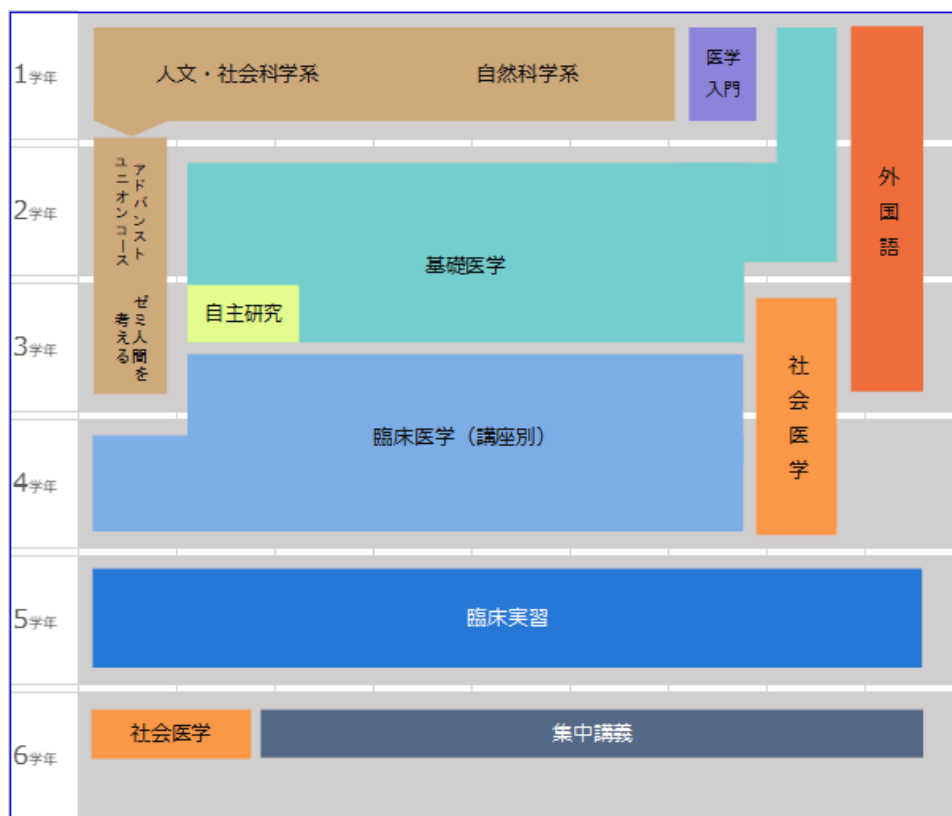 1学年
人文・社会科学系
自然科学系
医学
入門
2学年
アドバンスト
ユニオンコース
外国語
基礎医学
3学年
ゼミ人間を
考える
自主研究
社会医学
4学年
臨床医学（講座別）
5学年
臨床実習
6学年
社会医学
集中講義